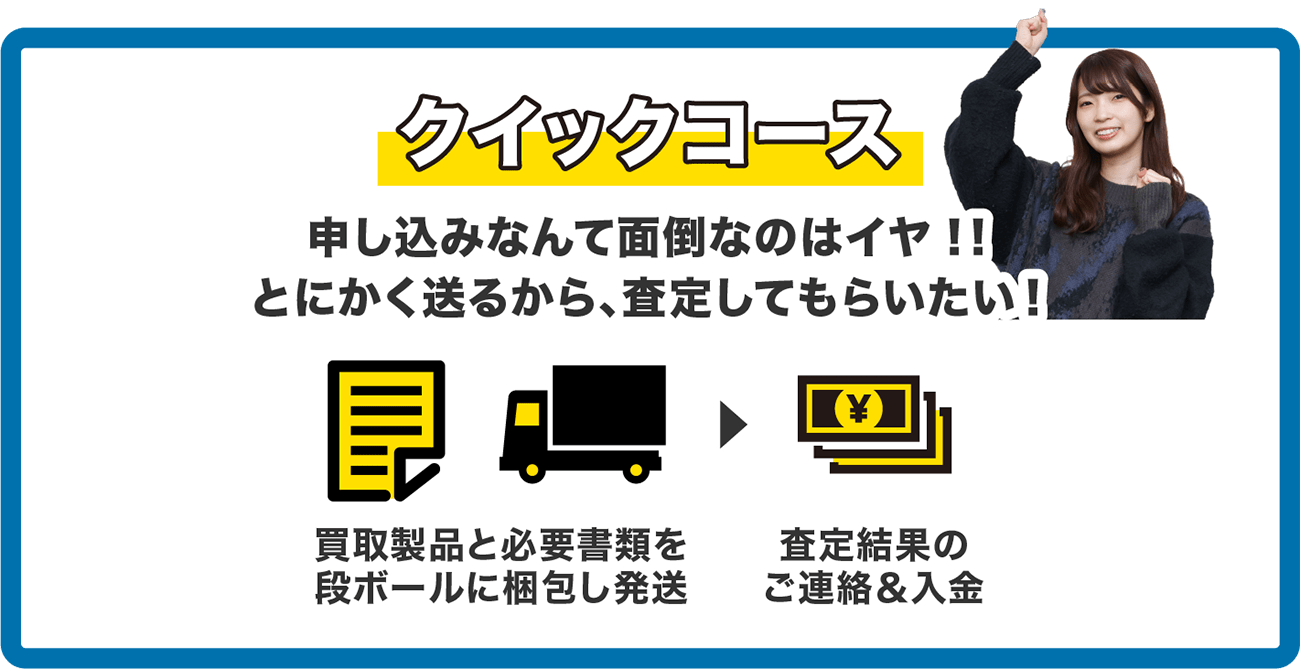 クイックコース
申し込みなんて面倒なのはイヤ！！
とにかく送るから、査定してもらいたい！
¥
買取製品と必要書類を
段ボールに梱包し発送
査定結果の
ご連絡＆入金